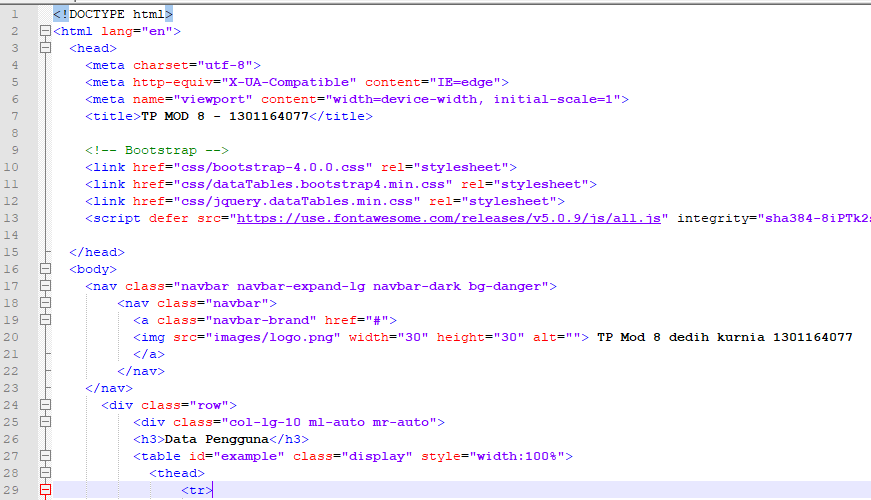 1 <!DOCTYPE html>
2 <html lang="en">
3 <head>
4 <meta charset="utf-8">
5 <meta http-equiv="X-UA-Compatible" content="IE=edge">
6 <meta name="viewport" content="width=device-width, initial-scale=1">
7 <title>TP MOD 8 - 1301164077</title>
8
9 <!-- Bootstrap -->
10 <link href="css/bootstrap-4.0.0.css" rel="stylesheet">
11 <link href="css/dataTables.bootstrap4.min.css" rel="stylesheet">
12 <link href="css/jquery.dataTables.min.css" rel="stylesheet">
13 <script defer src="https://use.fontawesome.com/releases/v5.0.9/js/all.js" integrity="sha384-8iPTk2s
14
15 </head>
16 <body>
17 <nav class="navbar navbar-expand-lg navbar-dark bg-danger">
18 <nav class="navbar">
19 <a class="navbar-brand" href="#">
20 <img src="images/logo.png" width="30" height="30" alt=""> TP Mod 8 dedih kurnia 1301164077
21 </a>
22 </nav>
23 </nav>
24 <div class="row">
25 <div class="col-lg-10 ml-auto mr-auto">
26 <h3>Data Pengguna</h3>
27 <table id="example" class="display" style="width:100%">
28 <thead>
29 <tr>